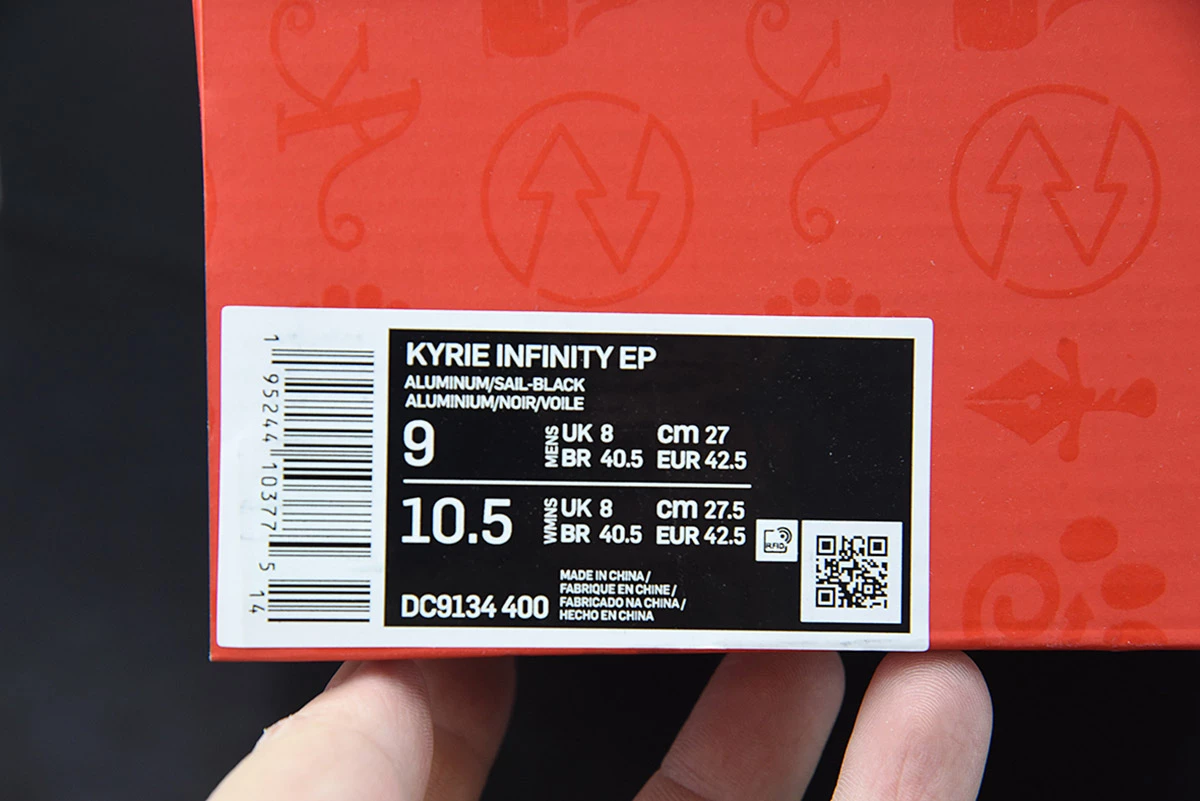 KYRIE INFINITY EP
ALUMINUM/SAIL-BLACK
ALUMINIUM/NOIR/VOILE
9 MENS UK 8 cm 27
BR 40.5 EUR 42.5
10.5 WMNS UK 8 cm 27.5
BR 40.5 EUR 42.5
RFID
MADE IN CHINA /
FABRIQUE EN CHINE /
FABRICADO NA CHINA /
HECHO EN CHINA
DC9134 400
1 95244 10377 5 14